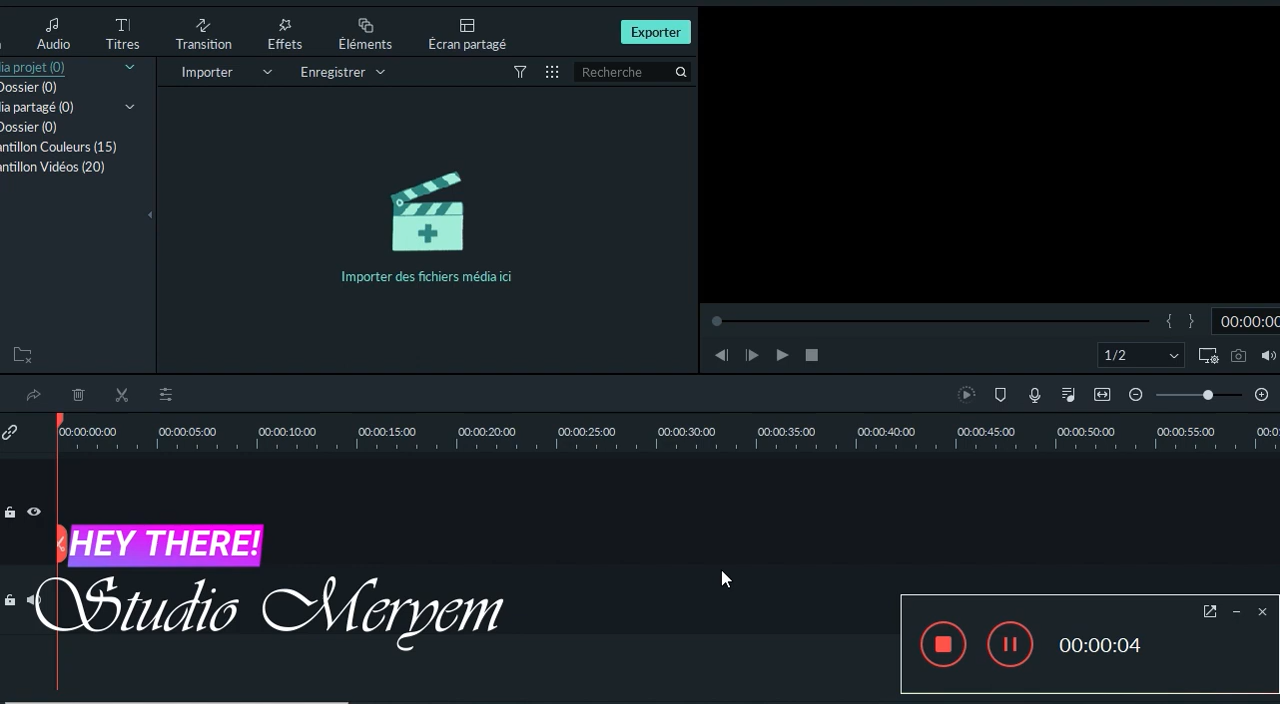 Audio
Titres
Transition
Effets
Éléments
Écran partagé
Exporter
ia projet (0)
Dossier (0)
ia partagé (0)
Dossier (0)
antillon Couleurs (15)
antillon Vidéos (20)
Importer
Enregistrer
Recherche
Importer des fichiers média ici
{ }
00:00:00
1/2
00:00:00:00
00:00:05:00
00:00:10:00
00:00:15:00
00:00:20:00
00:00:25:00
00:00:30:00
00:00:35:00
00:00:40:00
00:00:45:00
00:00:50:00
00:00:55:00
HEY THERE!
Studio Meryem
00:00:04